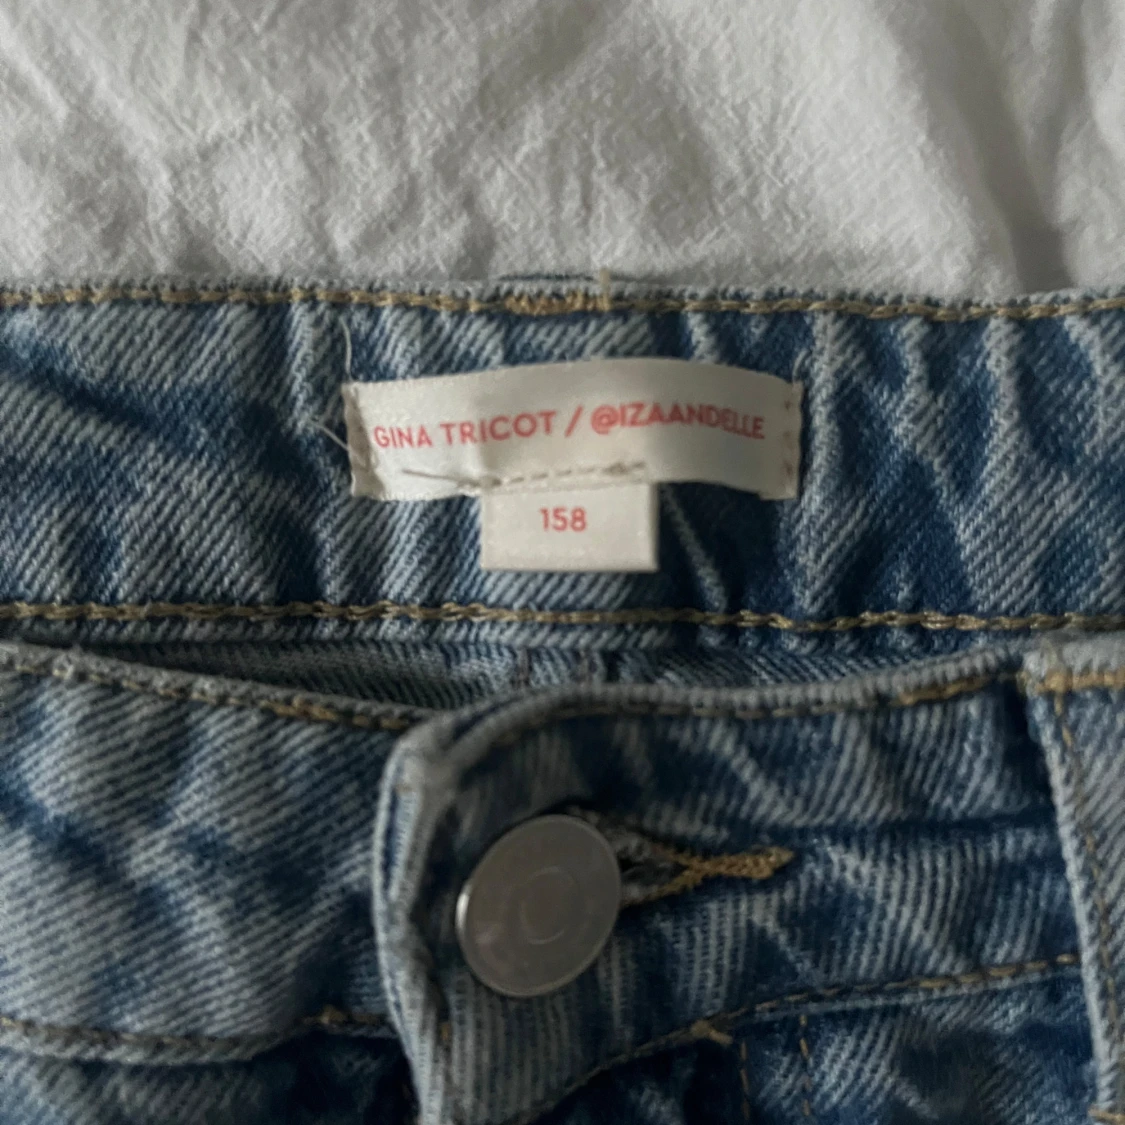 GINA TRICOT / @IZAANDELLE
158